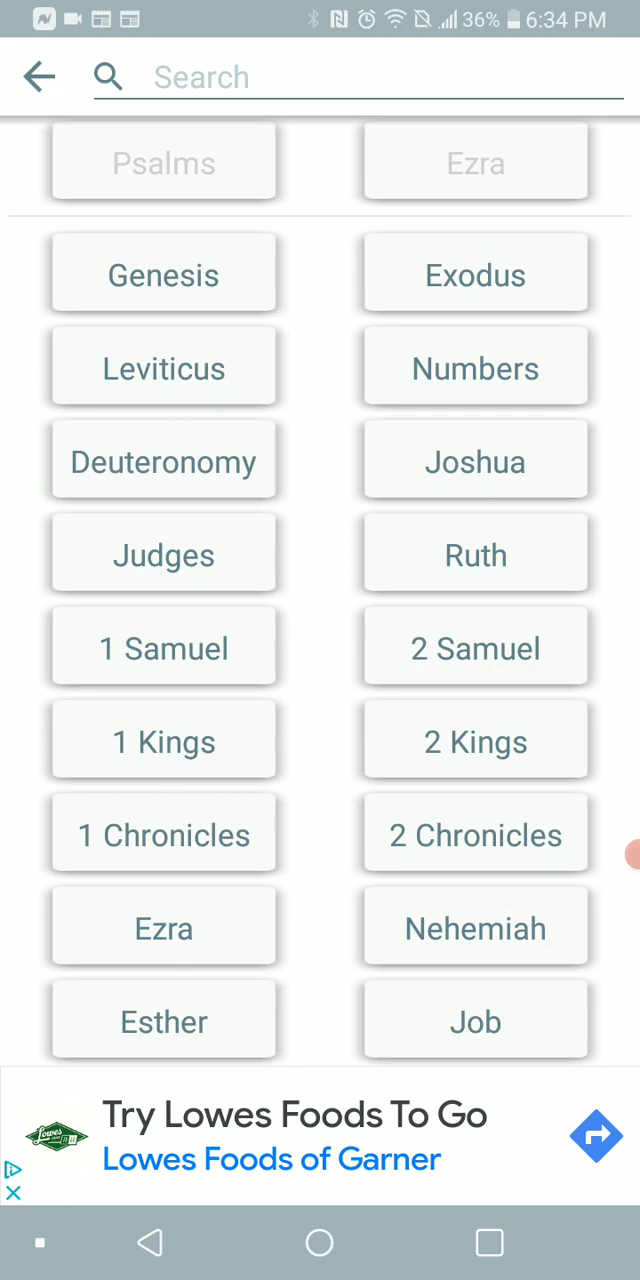 36% 6:34 PM
Search
Psalms Ezra
Genesis Exodus
Leviticus Numbers
Deuteronomy Joshua
Judges Ruth
1 Samuel 2 Samuel
1 Kings 2 Kings
1 Chronicles 2 Chronicles
Ezra Nehemiah
Esther Job
Lowes
Try Lowes Foods To Go
Lowes Foods of Garner